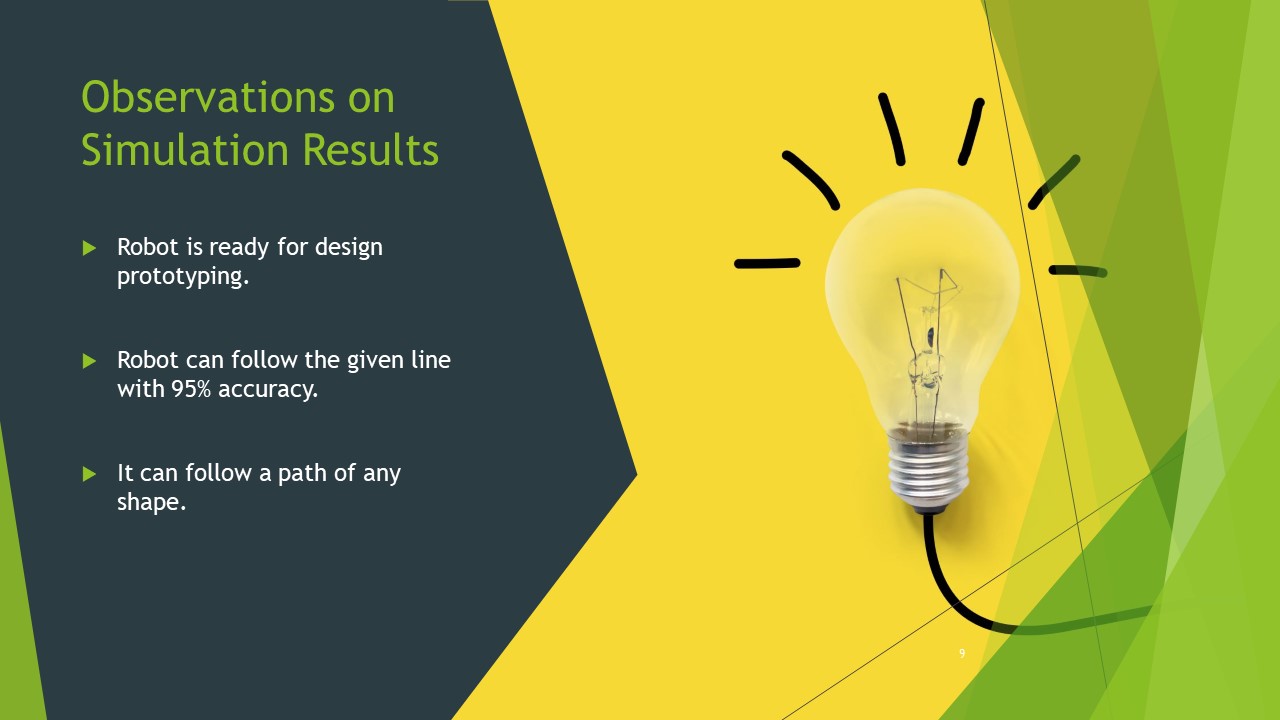 Observations on
Simulation Results
Robot is ready for design
prototyping.
Robot can follow the given line
with 95% accuracy.
It can follow a path of any
shape.
9